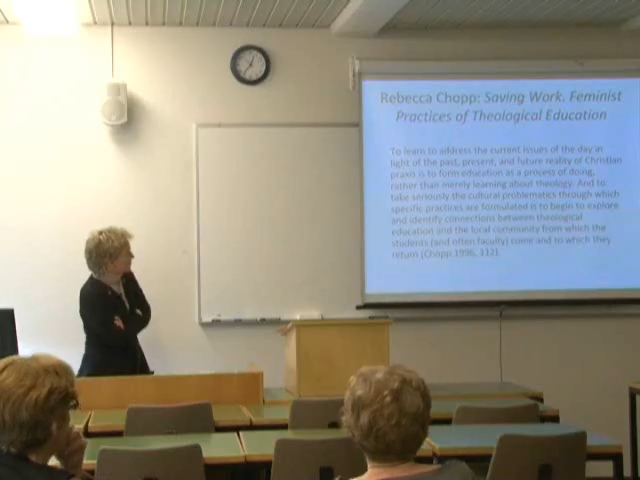 Rebecca Chopp: Saving Work. Feminist
Practices of Theological Education
To learn to address the current issues of the day in
light of the past, present, and future reality of Christian
praxis is to form education as a process of doing,
rather than merely learning about theology. And to
take seriously the cultural problematics through which
specific practices are formulated is to begin to explore
and identify connections between theological
education and the local community from which the
students (and often faculty) come and to which they
return (Chopp 1996, 112).